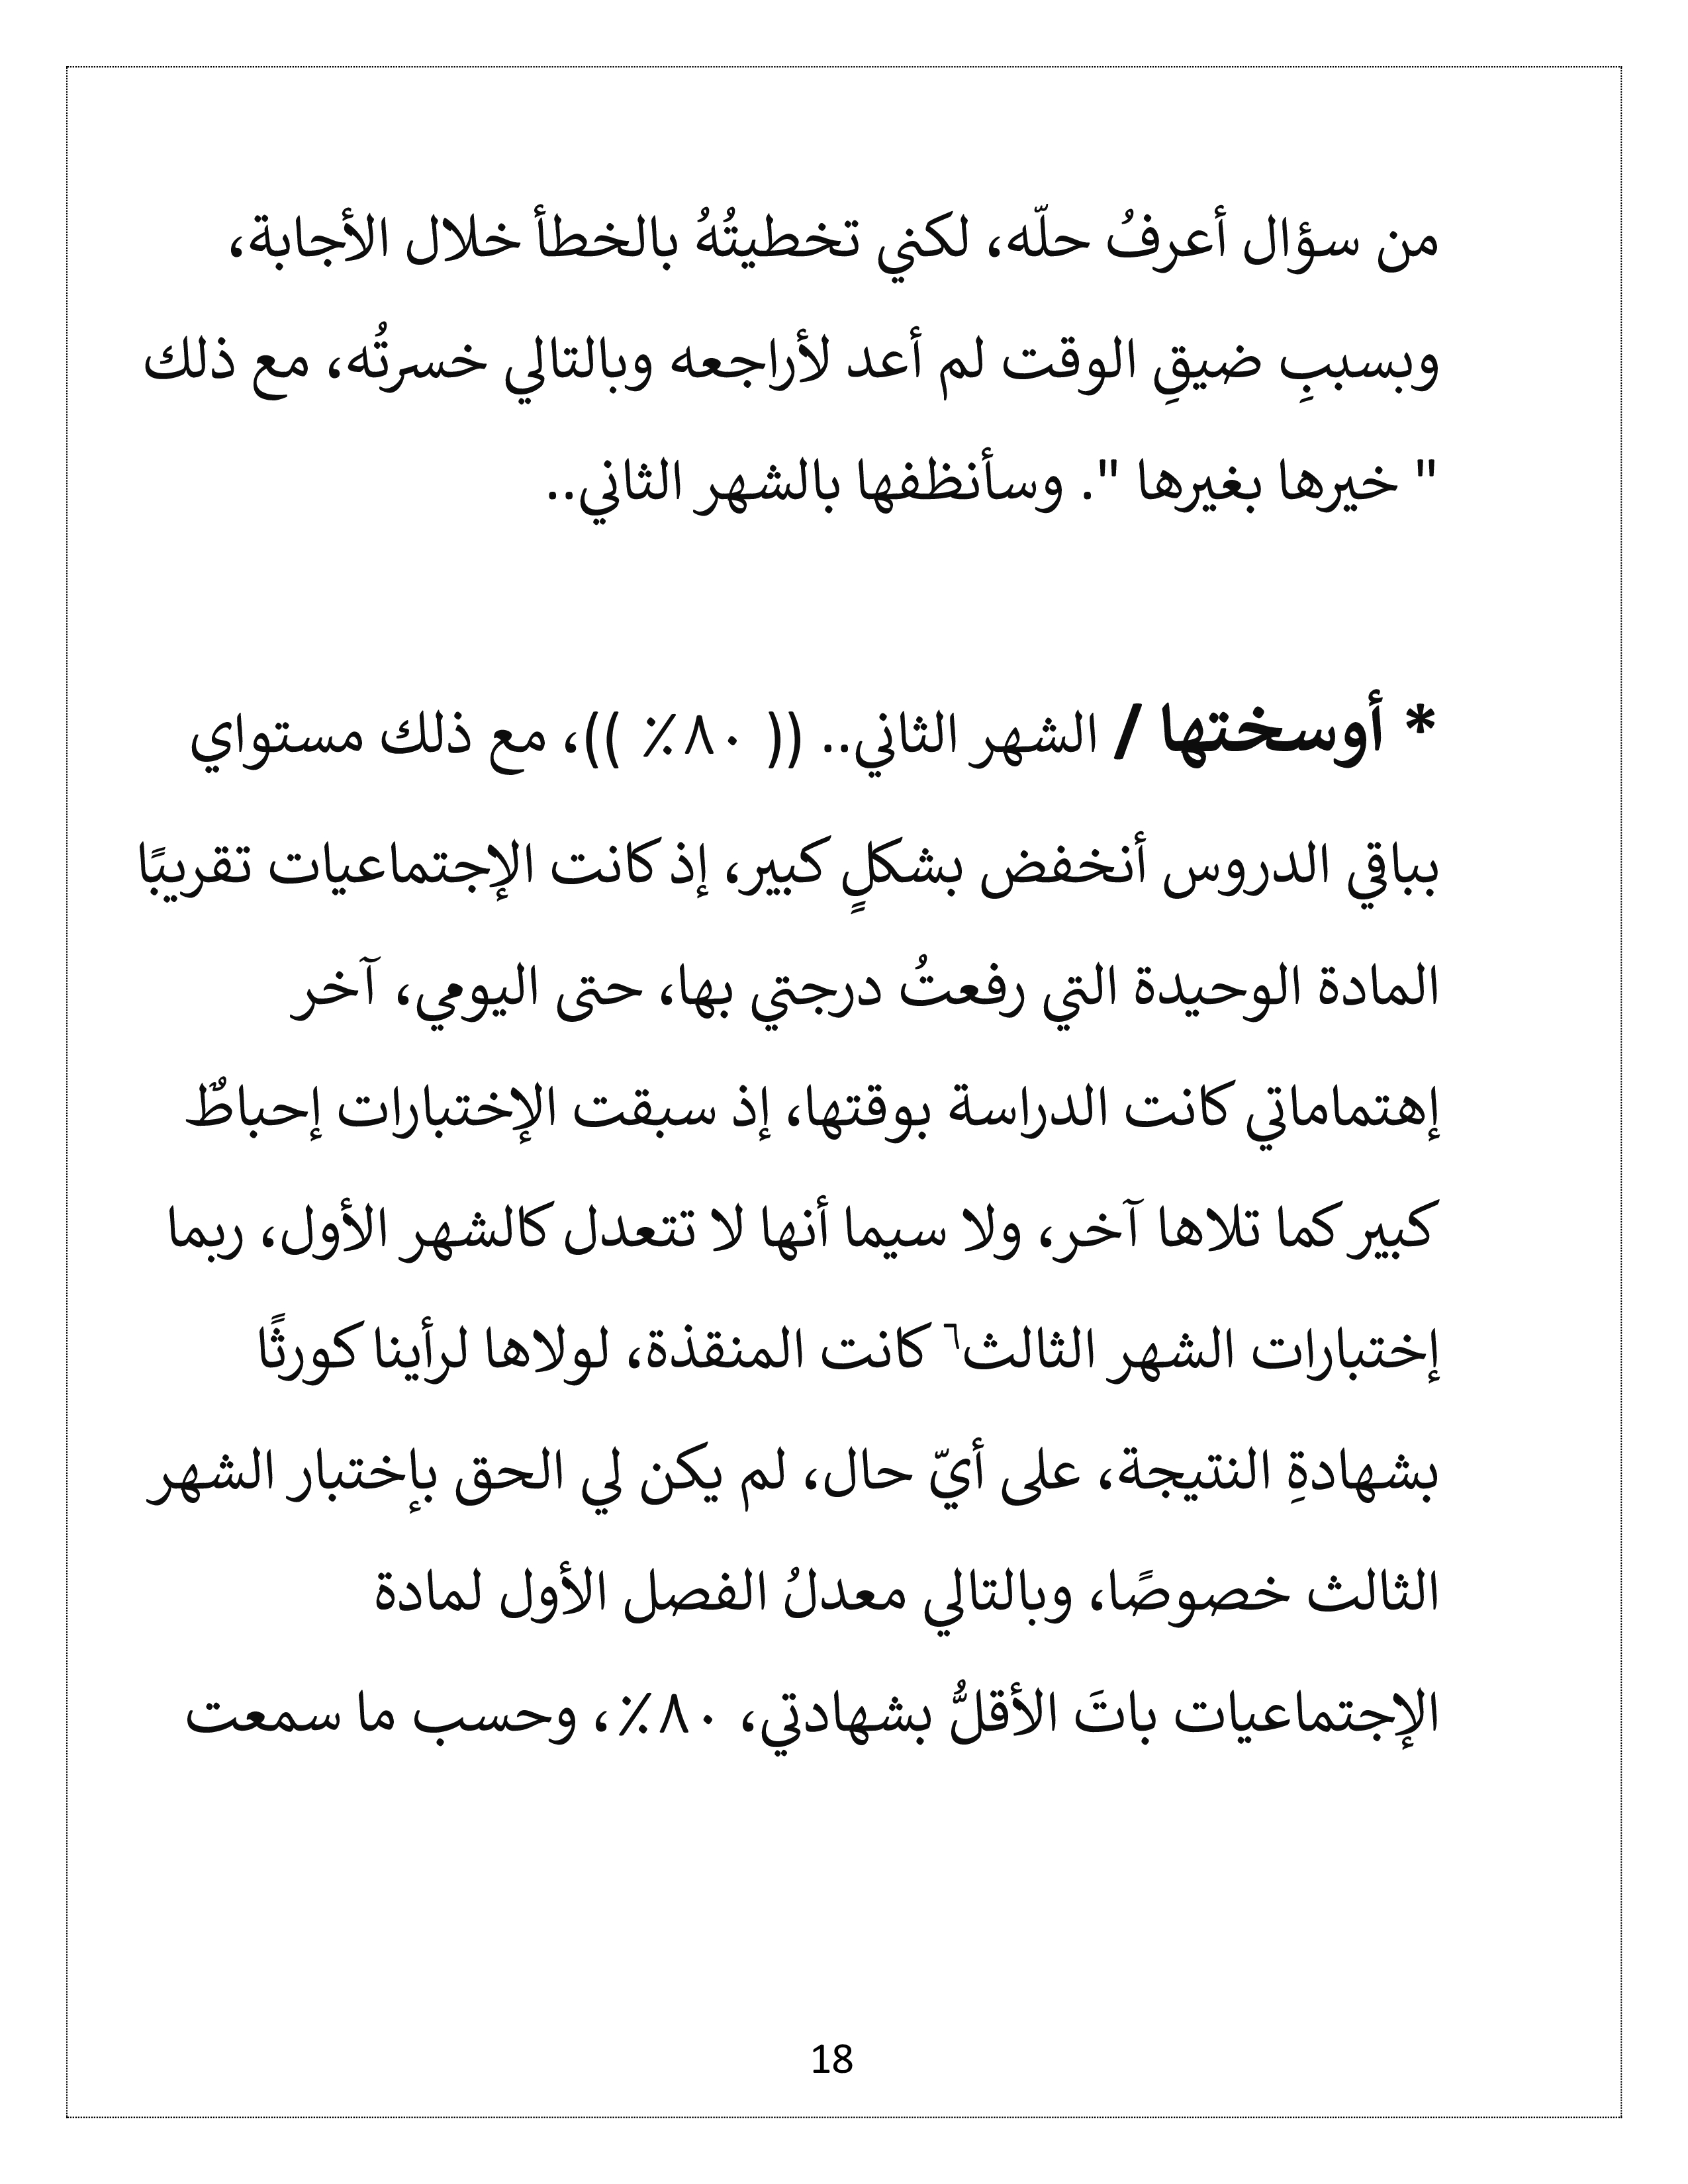 من سؤال أعرفُ حلّه، لكني تخطيتُهُ بالخطأ خلال الأجابة،
وبسببِ ضيقِ الوقت لم أعد لأراجعه وبالتالي خسرتُه، مع ذلك
" خيرها بغيرها ". وسأنظفها بالشهر الثاني..
* أوسختها / الشهر الثاني.. (( ٨٠٪ ))، مع ذلك مستواي
بباقي الدروس أنخفض بشكلٍ كبير، إذ كانت الإجتماعيات تقريبًا
المادة الوحيدة التي رفعتُ درجتي بها، حتى اليومي، آخر
إهتماماتي كانت الدراسة بوقتها، إذ سبقت الإختبارات إحباطٌ
كبير كما تلاها آخر، ولا سيما أنها لا تتعدل كالشهر الأول، ربما
إختبارات الشهر الثالث٦ كانت المنقذة، لولاها لرأينا كورثًا
بشهادةِ النتيجة، على أيّ حال، لم يكن لي الحق بإختبار الشهر
الثالث خصوصًا، وبالتالي معدلُ الفصل الأول لمادة
الإجتماعيات باتَ الأقلُّ بشهادتي، ٨٠٪، وحسب ما سمعت
18